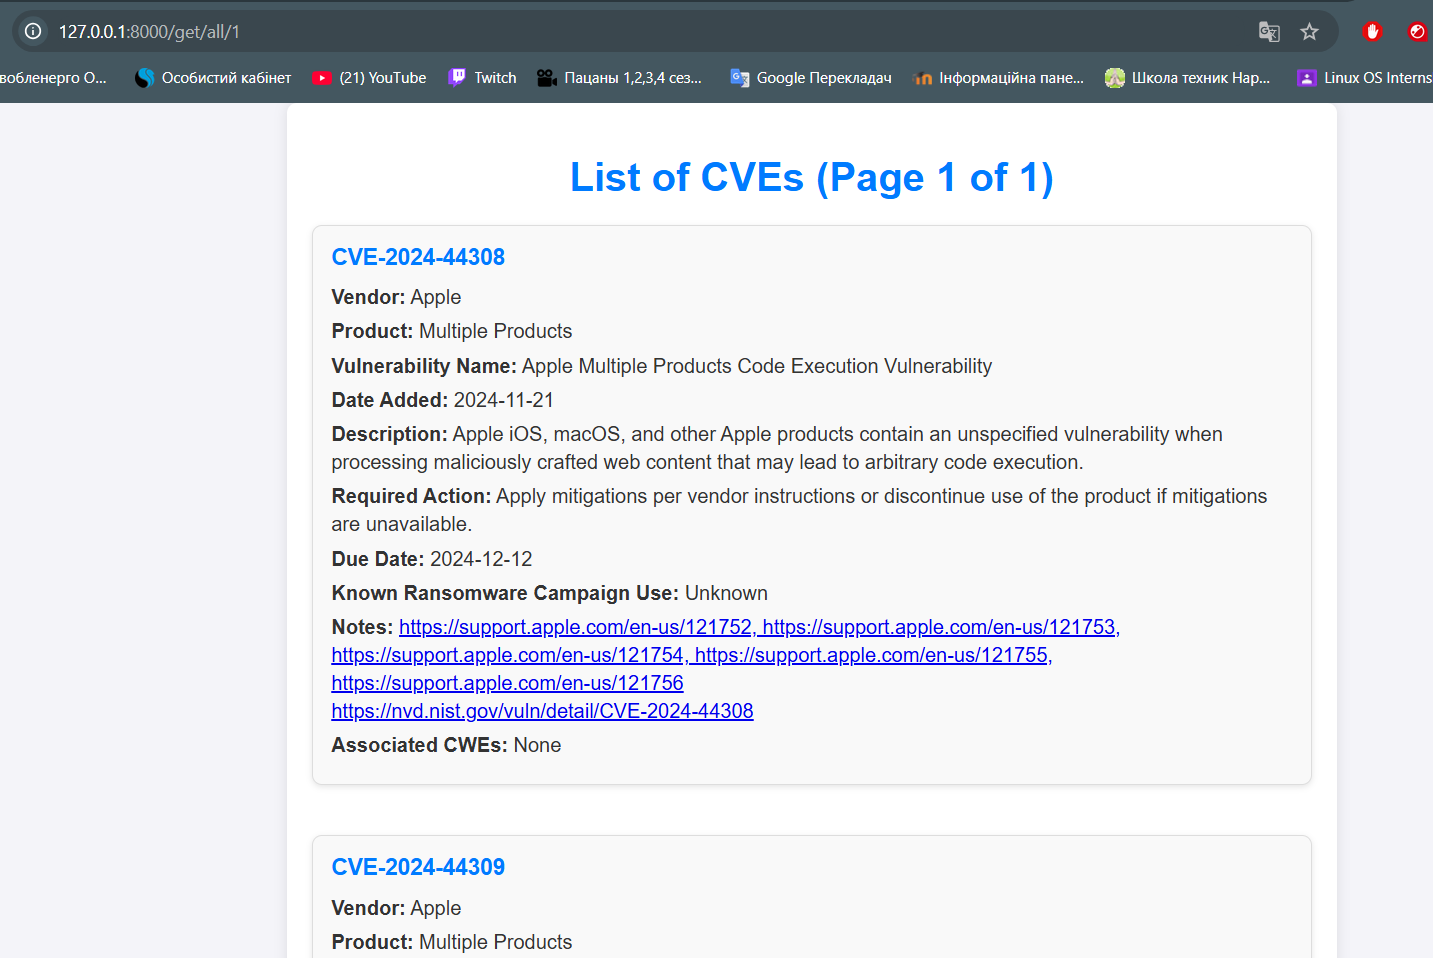 127.0.0.1:8000/get/all/1
вобленерго О... Особистий кабінет (21) YouTube Twitch Пацаны 1,2,3,4 сез... Google Перекладач Інформаційна пане... Школа технік Нар... Linux OS Interns
List of CVEs (Page 1 of 1)
CVE-2024-44308
Vendor: Apple
Product: Multiple Products
Vulnerability Name: Apple Multiple Products Code Execution Vulnerability
Date Added: 2024-11-21
Description: Apple iOS, macOS, and other Apple products contain an unspecified vulnerability when
processing maliciously crafted web content that may lead to arbitrary code execution.
Required Action: Apply mitigations per vendor instructions or discontinue use of the product if mitigations
are unavailable.
Due Date: 2024-12-12
Known Ransomware Campaign Use: Unknown
Notes: https://support.apple.com/en-us/121752, https://support.apple.com/en-us/121753,
https://support.apple.com/en-us/121754, https://support.apple.com/en-us/121755,
https://support.apple.com/en-us/121756
https://nvd.nist.gov/vuln/detail/CVE-2024-44308
Associated CWEs: None
CVE-2024-44309
Vendor: Apple
Product: Multiple Products